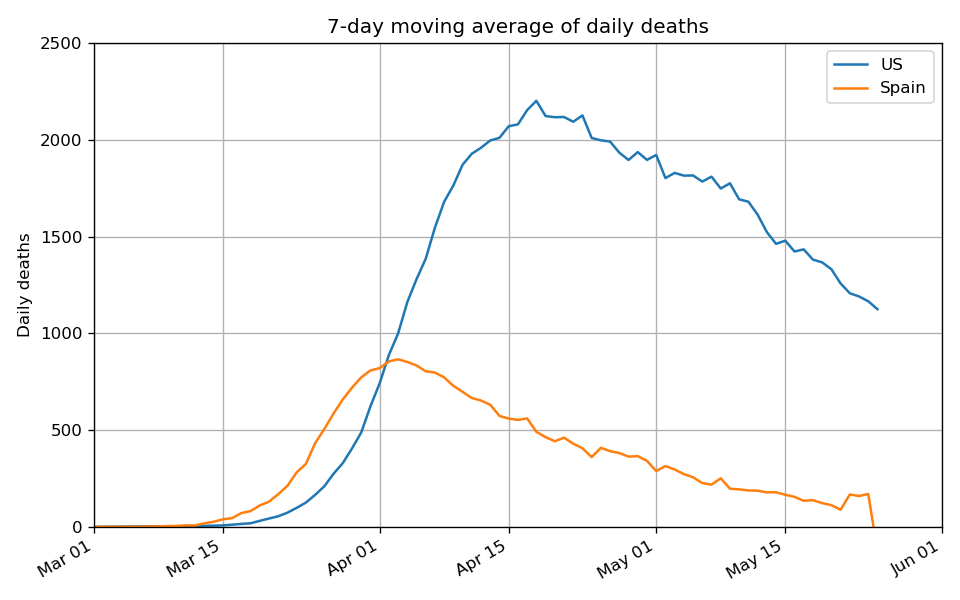 7-day moving average of daily deaths
2500
2000
1500
1000
500
0
Daily deaths
US
Spain
Mar 01
Mar 15
Apr 01
Apr 15
May 01
May 15
Jun 01